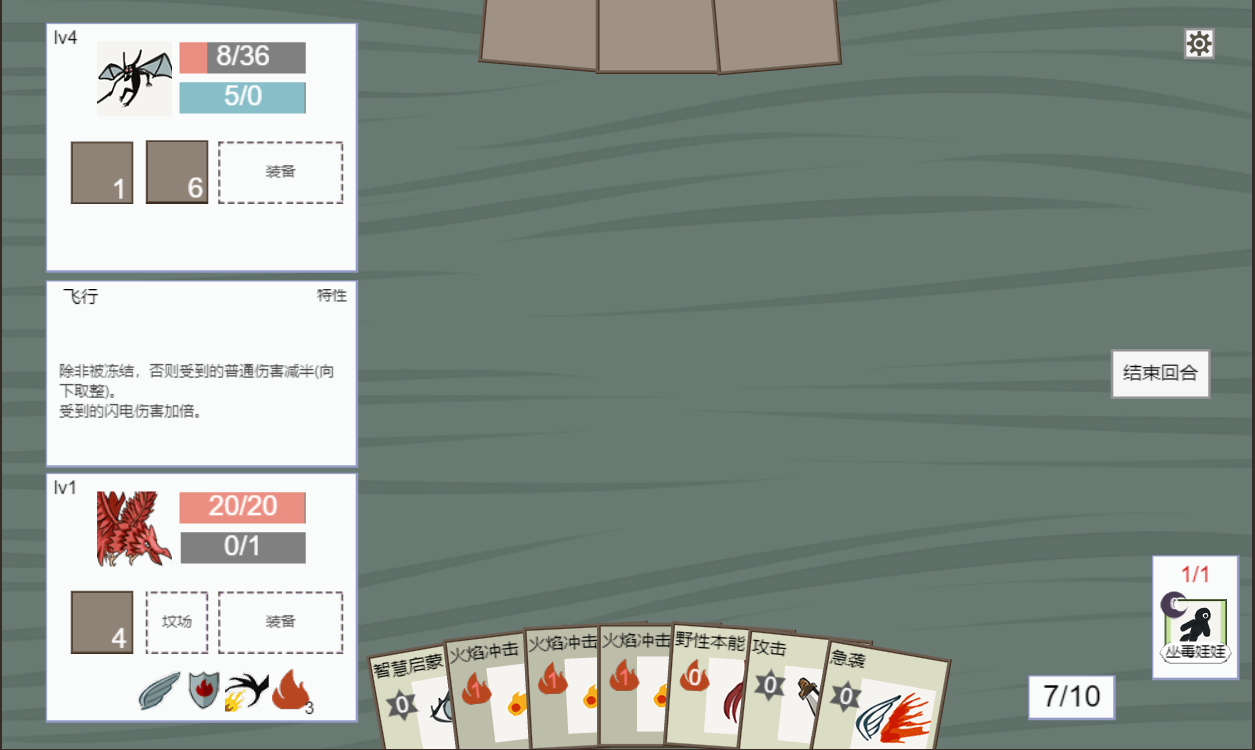 lv4
8/36
5/0
1
6
装备
飞行
特性
除非被冻结，否则受到的普通伤害减半(向
下取整)。
受到的闪电伤害加倍。
lv1
20/20
0/1
4
坟场
装备
3
结束回合
1/1
0
巫毒娃娃
7/10
智慧启蒙
0
火焰冲击
1
火焰冲击
1
火焰冲击
1
野性本能
0
攻击
0
急袭
0